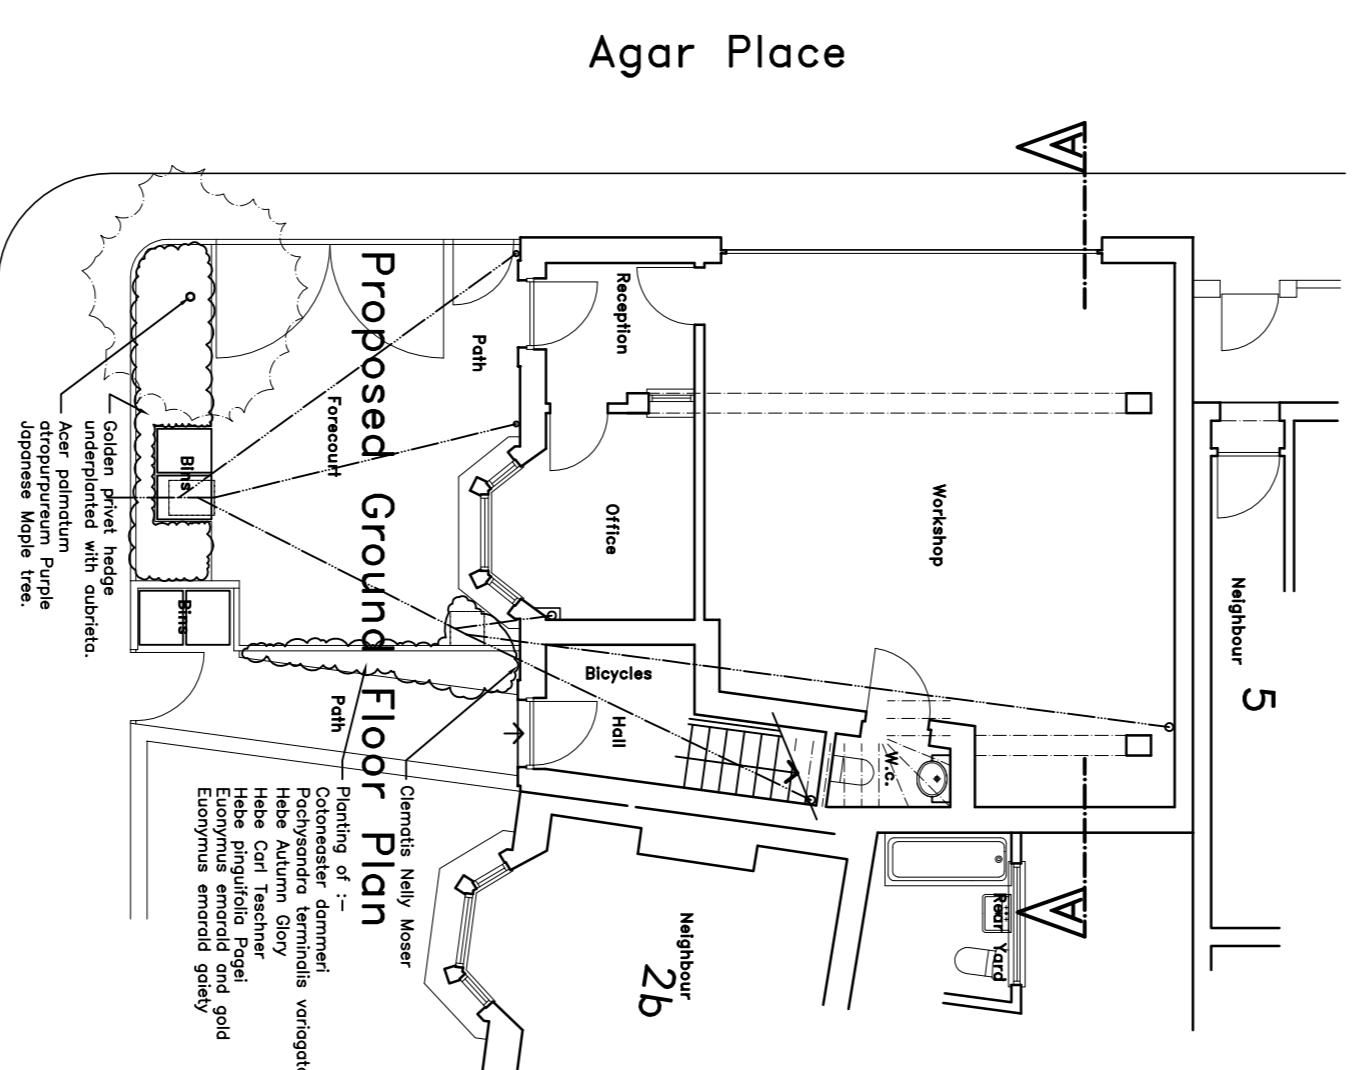 Agar Place
A
Proposed Ground Floor Plan
Reception
Path
Forecourt
Bins
Office
Workshop
Neighbour
5
Golden privet hedge
underplanted with aubrieta.
Acer palmatum
atropurpureum Purple
Japanese Maple tree.
Bins
Bicycles
Hall
Path
W.c.
Clematis Nelly Moser
Planting of :-
Cotoneaster dammeri
Pachysandra terminalis variagat
Hebe Autumn Glory
Hebe Carl Teschner
Hebe pinguifolia Pagei
Euonymus emarald and gold
Euonymus emarald gaiety
Neighbour
2b
Rear Yard
A